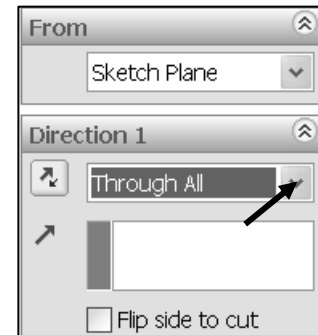 From
Sketch Plane
Direction 1
Through All
Flip side to cut